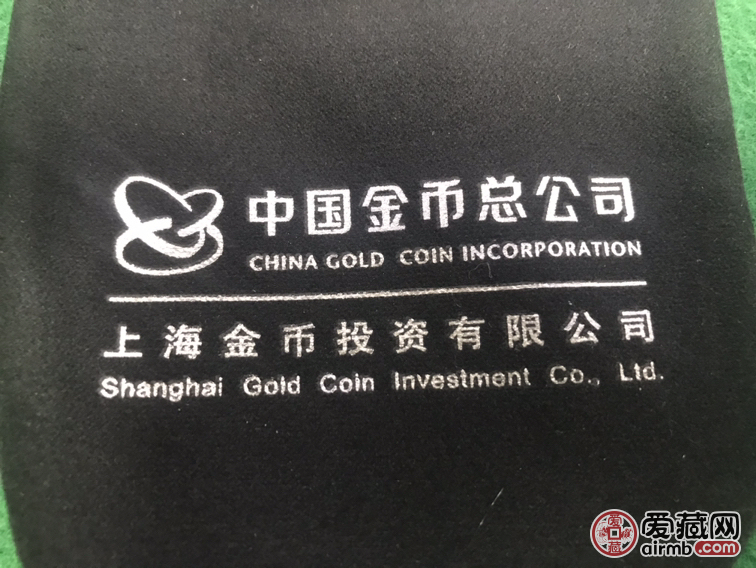 中国金币总公司
CHINA GOLD COIN INCORPORATION
上海金币投资有限公司
Shanghai Gold Coin Investment Co., Ltd.
爱藏网
airmb.com